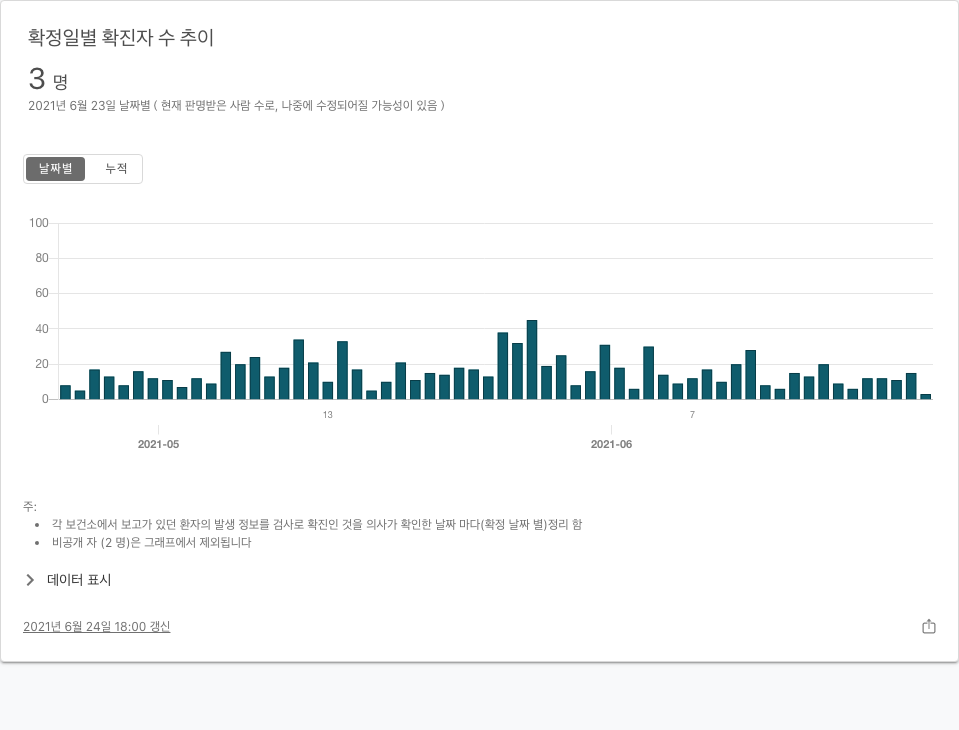 확정일별 확진자 수 추이
3 명
2021년 6월 23일 날짜별 ( 현재 판명받은 사람 수로, 나중에 수정되어질 가능성이 있음 )
날짜별 누적
100
80
60
40
20
0
13 7
2021-05 2021-06
주:
• 각 보건소에서 보고가 있던 환자의 발생 정보를 검사로 확진인 것을 의사가 확인한 날짜 마다(확정 날짜 별)정리 함
• 비공개 자 (2 명)은 그래프에서 제외됩니다
데이터 표시
2021년 6월 24일 18:00 갱신